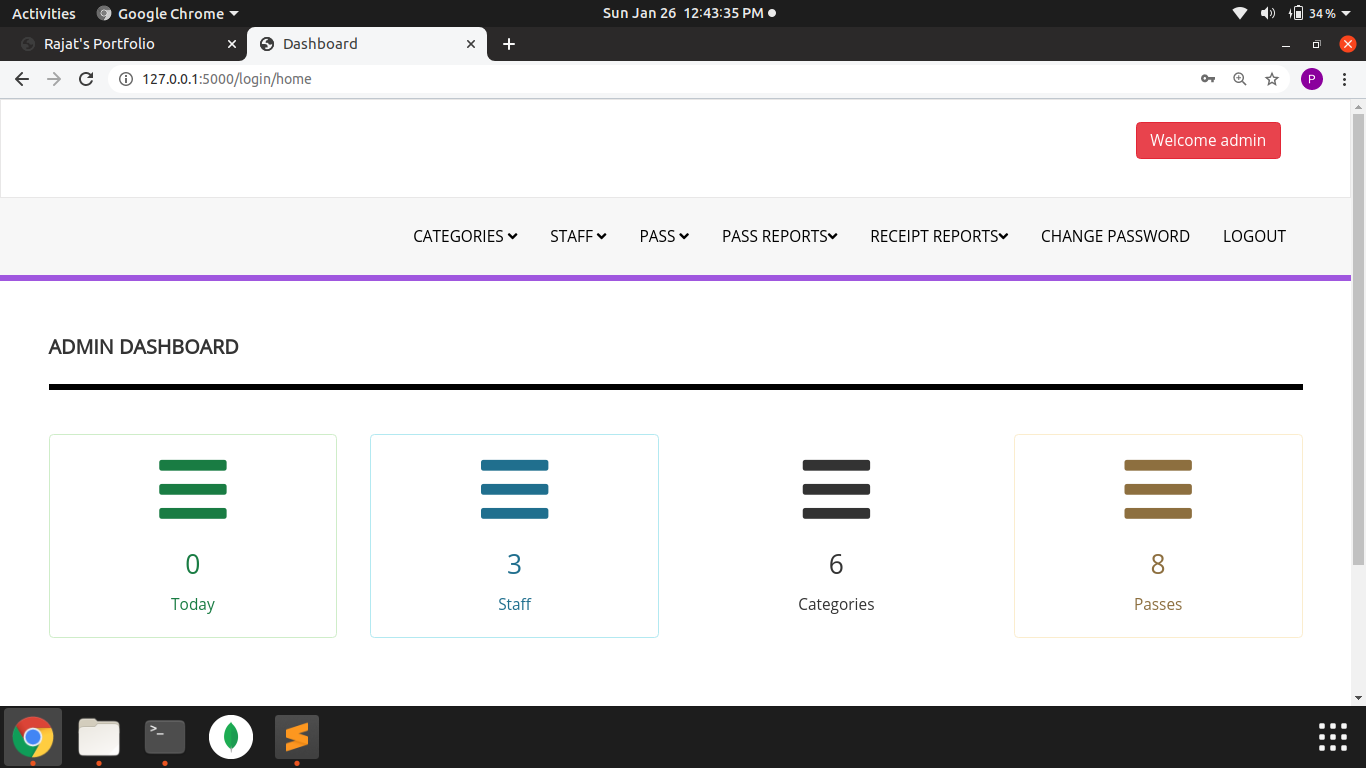 Activities Google Chrome Sun Jan 26 12:43:35 PM 34 %
Rajat's Portfolio Dashboard
127.0.0.1:5000/login/home P
Welcome admin
CATEGORIES STAFF PASS PASS REPORTS RECEIPT REPORTS CHANGE PASSWORD LOGOUT
ADMIN DASHBOARD
0 3 6 8
Today Staff Categories Passes
>_